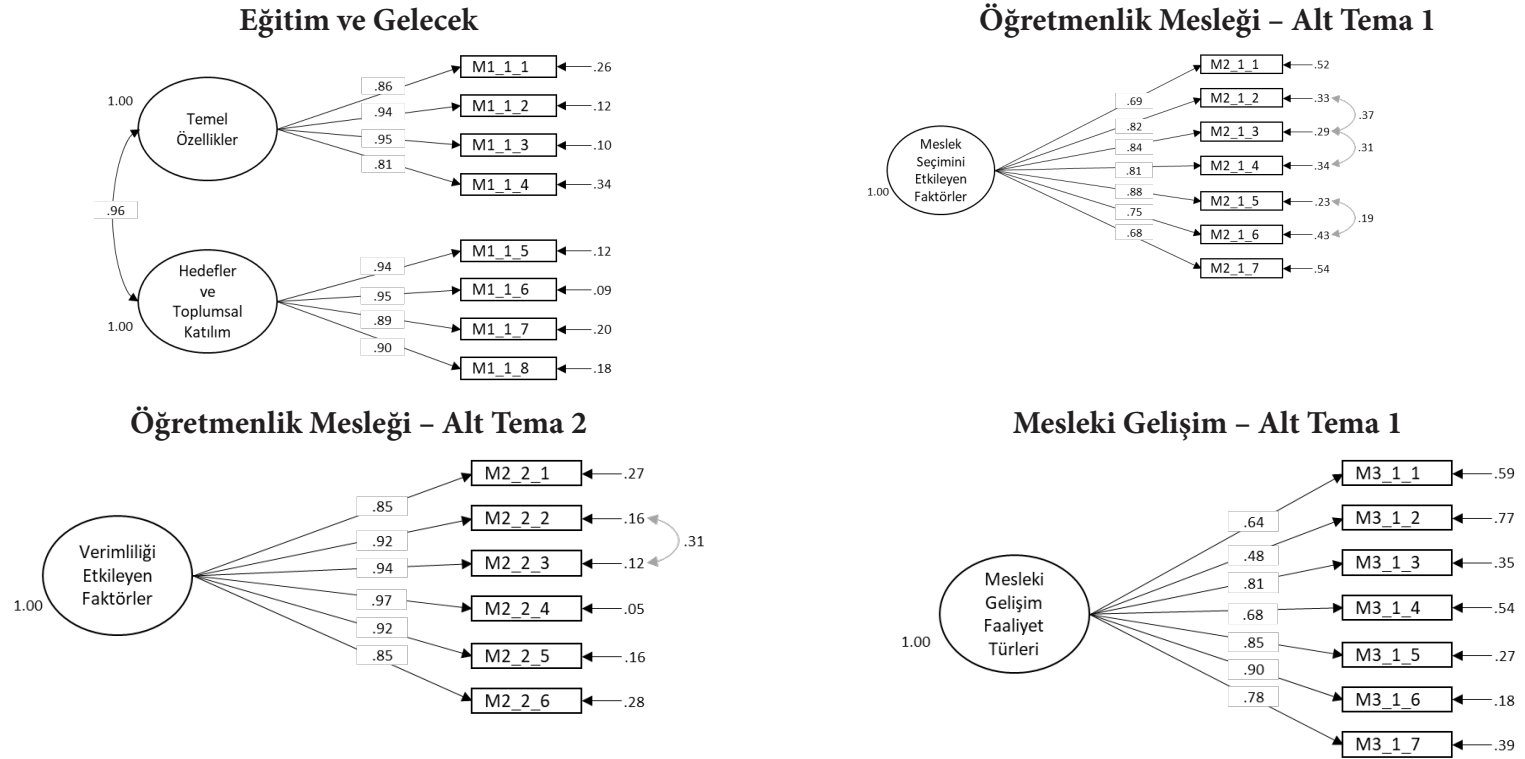 Eğitim ve Gelecek
1.00
Temel
Özellikler
.96
Hedefler
ve
Toplumsal
Katılım
1.00
.86
.94
.95
.81
.94
.95
.89
.90
M1_1_1
.26
M1_1_2
.12
M1_1_3
.10
M1_1_4
.34
M1_1_5
.12
M1_1_6
.09
M1_1_7
.20
M1_1_8
.18
Öğretmenlik Mesleği – Alt Tema 1
Meslek
Seçimini
Etkileyen
Faktörler
1.00
.69
.82
.84
.81
.88
.75
.68
M2_1_1
.52
M2_1_2
.33
M2_1_3
.29
M2_1_4
.34
M2_1_5
.23
M2_1_6
.43
M2_1_7
.54
.37
.31
.19
Öğretmenlik Mesleği – Alt Tema 2
Verimliliği
Etkileyen
Faktörler
1.00
.85
.92
.94
.97
.92
.85
M2_2_1
.27
M2_2_2
.16
M2_2_3
.12
M2_2_4
.05
M2_2_5
.16
M2_2_6
.28
.31
Mesleki Gelişim – Alt Tema 1
Mesleki
Gelişim
Faaliyet
Türleri
1.00
.64
.48
.81
.68
.85
.90
.78
M3_1_1
.59
M3_1_2
.77
M3_1_3
.35
M3_1_4
.54
M3_1_5
.27
M3_1_6
.18
M3_1_7
.39